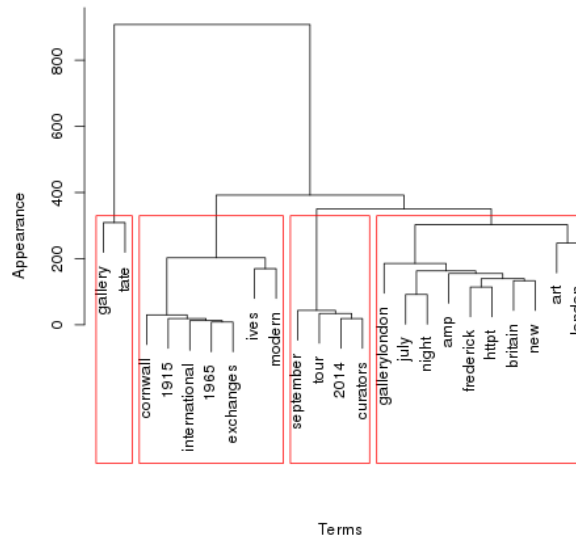 800
600
400
200
0
Appearance
gallery
tate
cornwall
1915
international
1965
exchanges
ives
modern
september
tour
2014
curators
gallerylondon
july
night
amp
frederick
httpt
britain
new
art
london
Terms